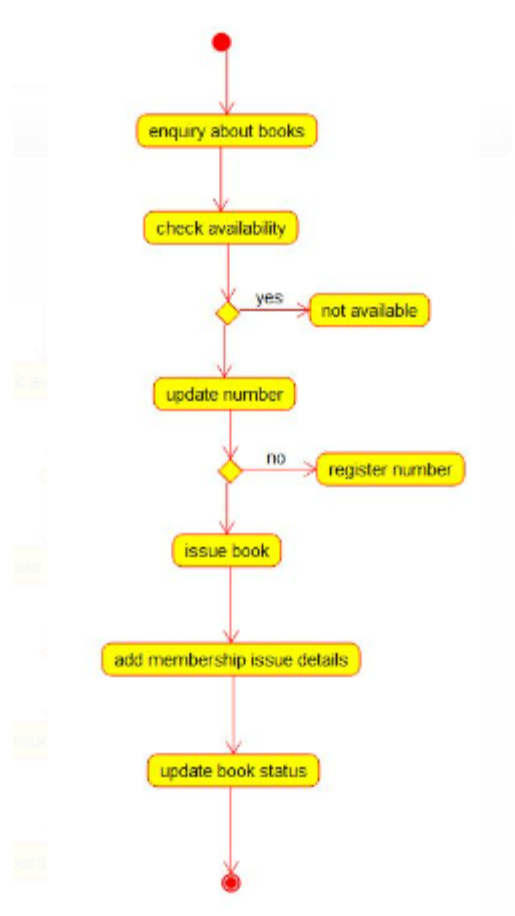 enquiry about books
check availability
yes
not available
update number
no
register number
issue book
add membership issue details
update book status